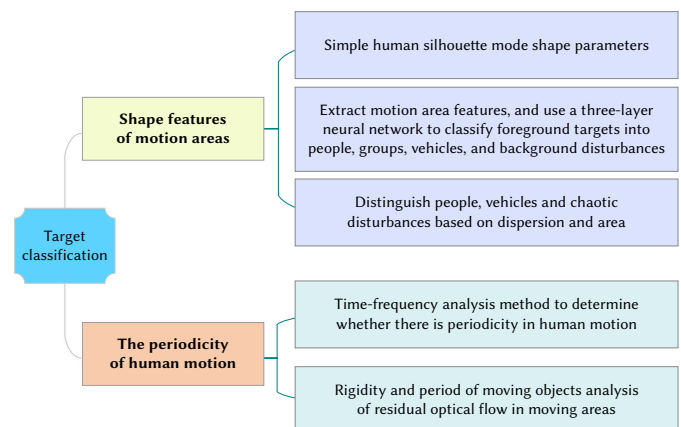 Target
classification
Shape features
of motion areas
Simple human silhouette mode shape parameters
Extract motion area features, and use a three-layer
neural network to classify foreground targets into
people, groups, vehicles, and background disturbances
Distinguish people, vehicles and chaotic
disturbances based on dispersion and area
The periodicity
of human motion
Time-frequency analysis method to determine
whether there is periodicity in human motion
Rigidity and period of moving objects analysis
of residual optical flow in moving areas